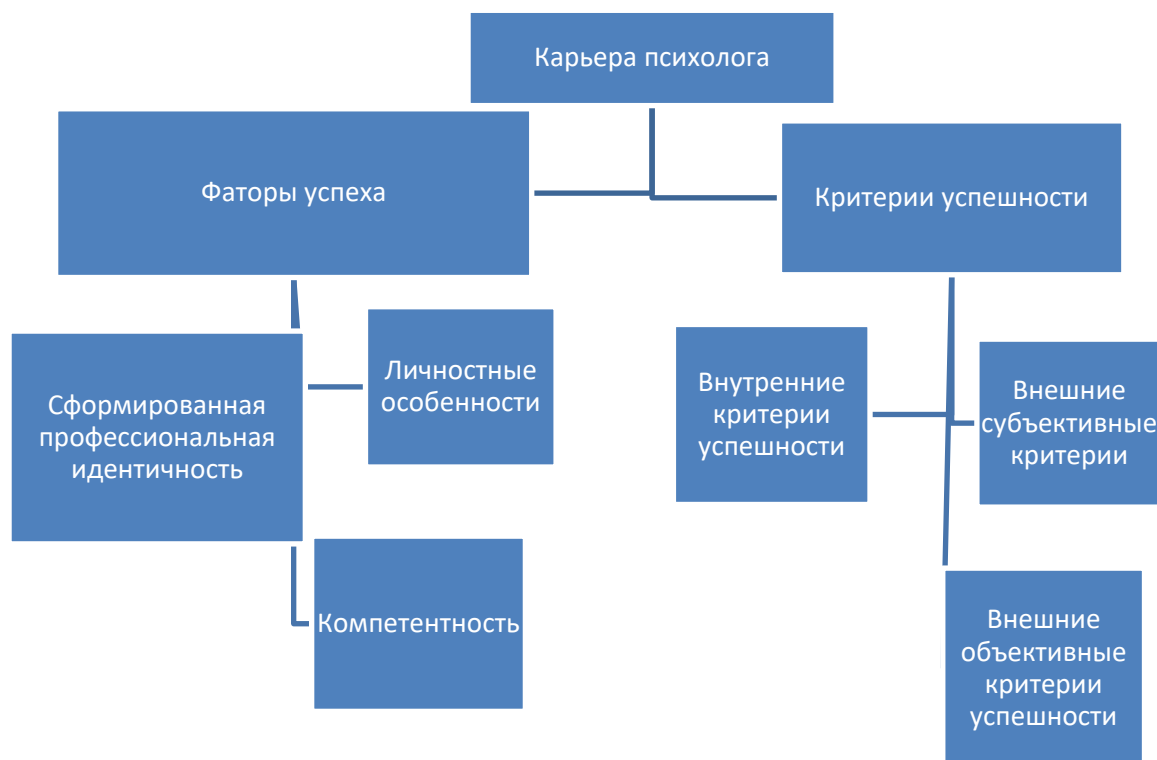 Карьера психолога
Фаторы успеха
Критерии успешности
Сформированная
профессиональная
идентичность
Личностные
особенности
Компетентность
Внутренние
критерии
успешности
Внешние
субъективные
критерии
Внешние
объективные
критерии
успешности